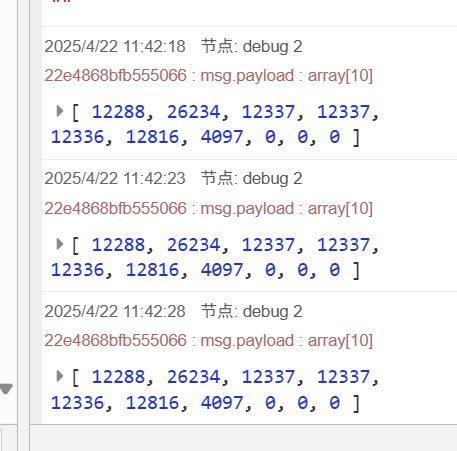 2025/4/22 11:42:18 节点: debug 2
22e4868bfb555066 : msg.payload : array[10]
[ 12288, 26234, 12337, 12337,
12336, 12816, 4097, 0, 0, 0 ]
2025/4/22 11:42:23 节点: debug 2
22e4868bfb555066 : msg.payload : array[10]
[ 12288, 26234, 12337, 12337,
12336, 12816, 4097, 0, 0, 0 ]
2025/4/22 11:42:28 节点: debug 2
22e4868bfb555066 : msg.payload : array[10]
[ 12288, 26234, 12337, 12337,
12336, 12816, 4097, 0, 0, 0 ]